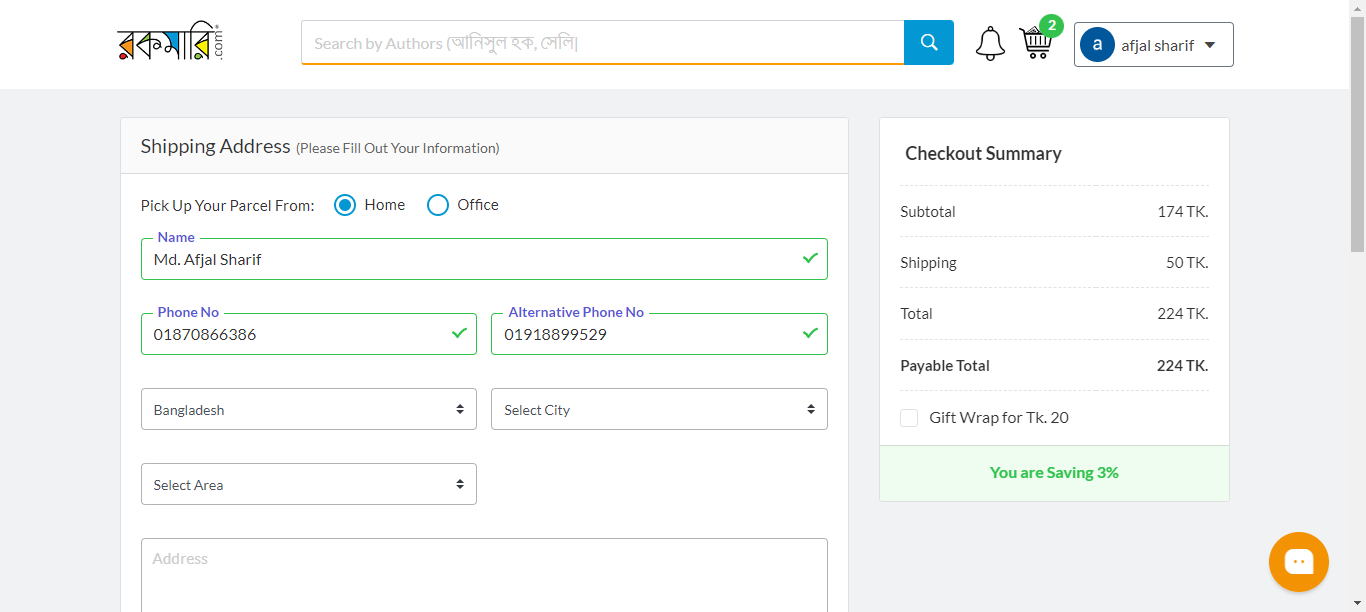 রকমারি.com
Search by Authors (আনিসুল হক, সেলি|
2
a afjal sharif
Shipping Address (Please Fill Out Your Information)
Pick Up Your Parcel From: Home Office
Name
Md. Afjal Sharif
Phone No
01870866386
Alternative Phone No
01918899529
Bangladesh
Select City
Select Area
Address
Checkout Summary
Subtotal 174 TK.
Shipping 50 TK.
Total 224 TK.
Payable Total 224 TK.
Gift Wrap for Tk. 20
You are Saving 3%